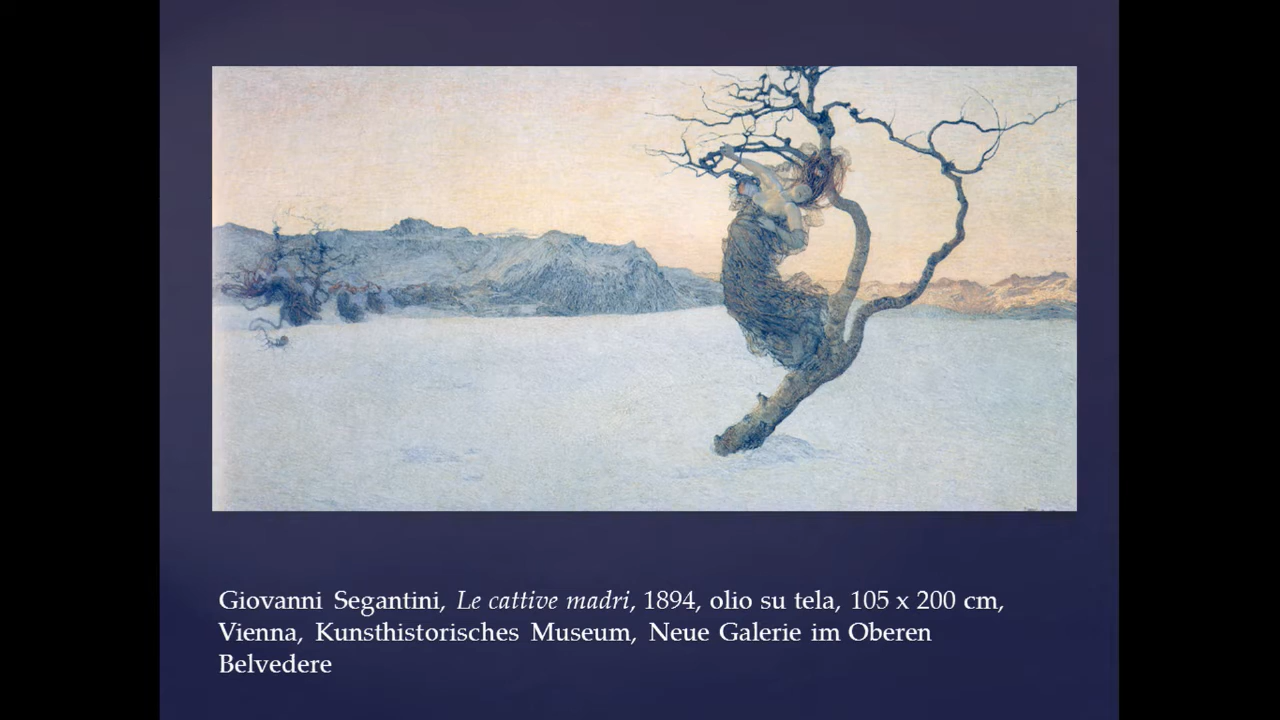 Giovanni Segantini, Le cattive madri, 1894, olio su tela, 105 x 200 cm,
Vienna, Kunsthistorisches Museum, Neue Galerie im Oberen
Belvedere